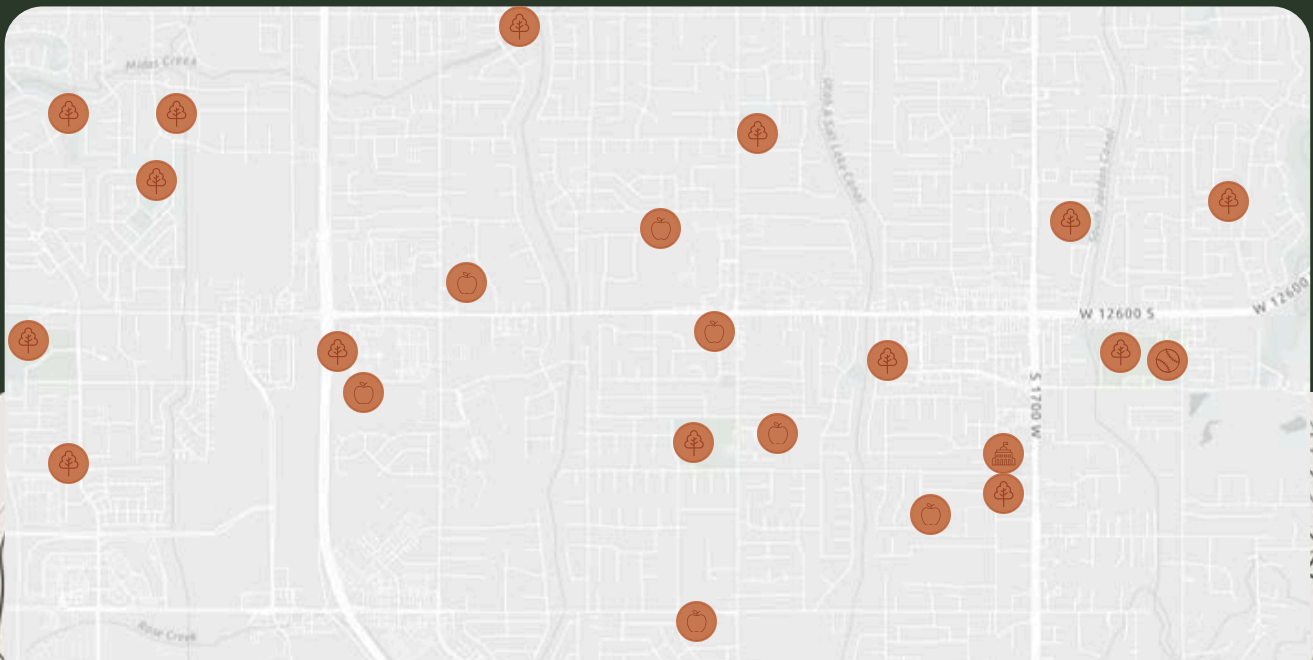 Midas Creek
Utah & Salt Lake Canal
South Jordan Canal
W 12600 S
W 12600
S 1700 W
Rose Creek